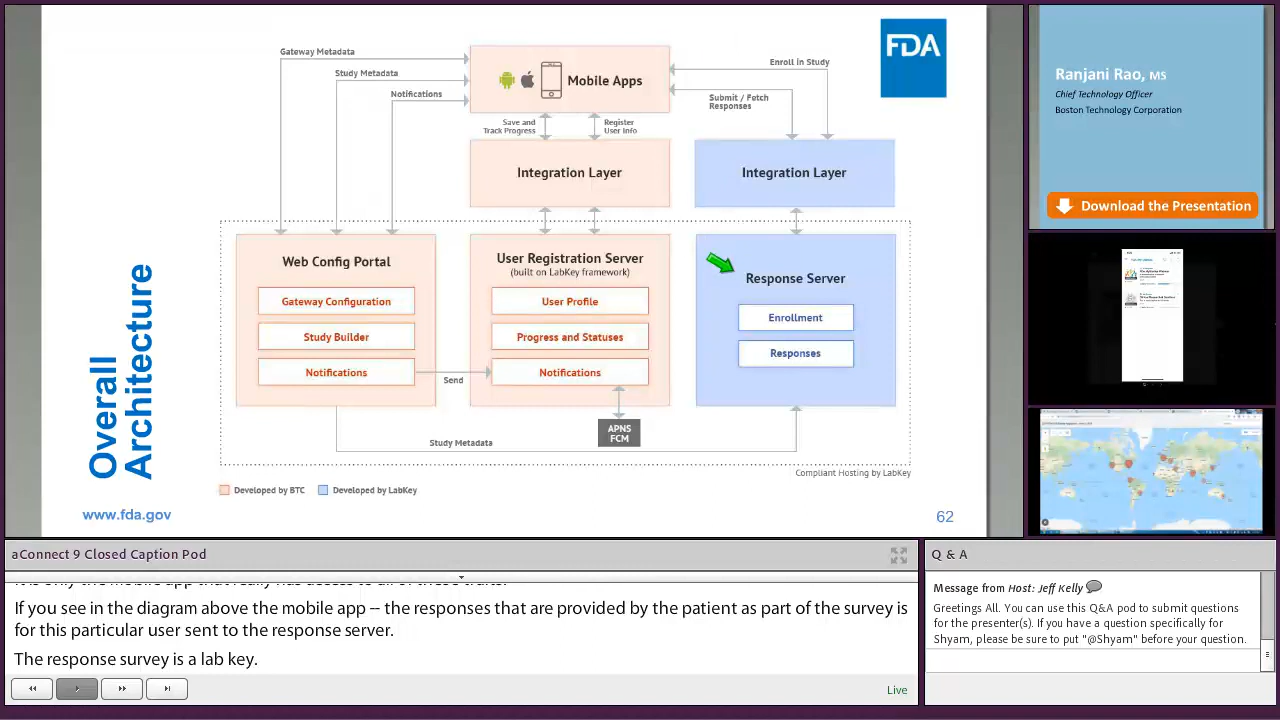 Gateway Metadata
Study Metadata
Notifications
Mobile Apps
Enroll in Study
Submit / Fetch
Responses
Save and
Track Progress
Register
User Info
Integration Layer
Integration Layer
Web Config Portal
Gateway Configuration
Study Builder
Notifications
Send
User Registration Server
(built on LabKey framework)
User Profile
Progress and Statuses
Notifications
APNS
FCM
Response Server
Enrollment
Responses
Study Metadata
Compliant Hosting by LabKey
Developed by BTC
Developed by LabKey
Overall
Architecture
FDA
www.fda.gov
62
Ranjani Rao, MS
Chief Technology Officer
Boston Technology Corporation
Download the Presentation
aConnect 9 Closed Caption Pod
If you see in the diagram above the mobile app -- the responses that are provided by the patient as part of the survey is
for this particular user sent to the response server.
The response survey is a lab key.
Live
Q & A
Message from Host: Jeff Kelly
Greetings All. You can use this Q&A pod to submit questions
for the presenter(s). If you have a question specifically for
Shyam, please be sure to put "@Shyam" before your question.